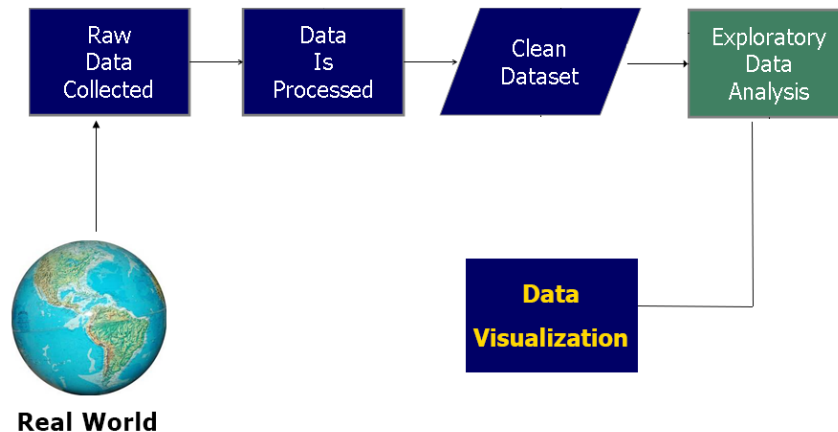 Raw
Data
Collected
Data
Is
Processed
Clean
Dataset
Exploratory
Data
Analysis
Data
Visualization
Real World